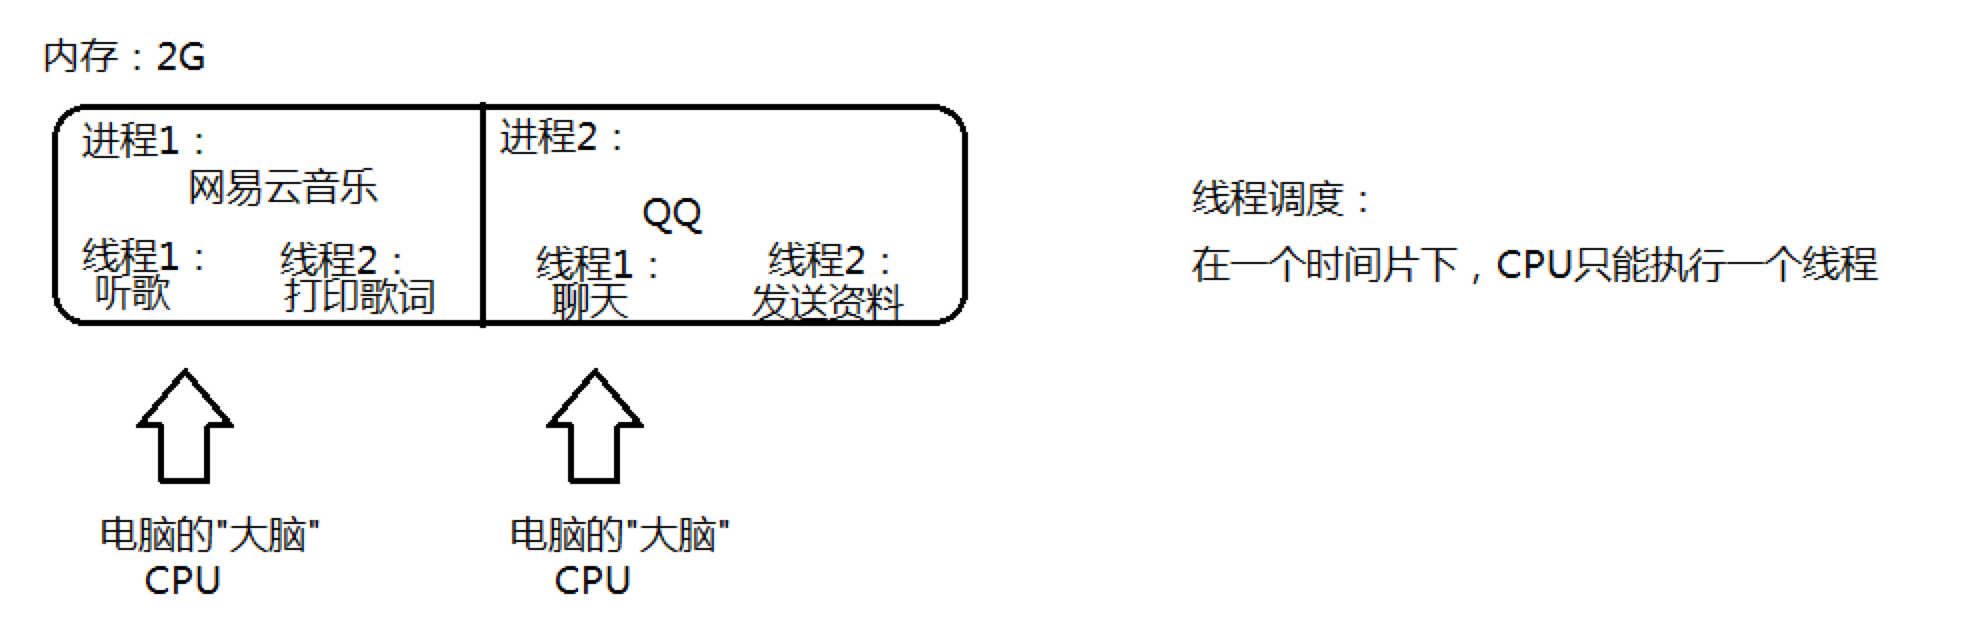 内存：2G
进程1：
网易云音乐
线程1：
听歌
线程2：
打印歌词
进程2：
QQ
线程1：
聊天
线程2：
发送资料
电脑的"大脑"
CPU
电脑的"大脑"
CPU
线程调度：
在一个时间片下，CPU只能执行一个线程